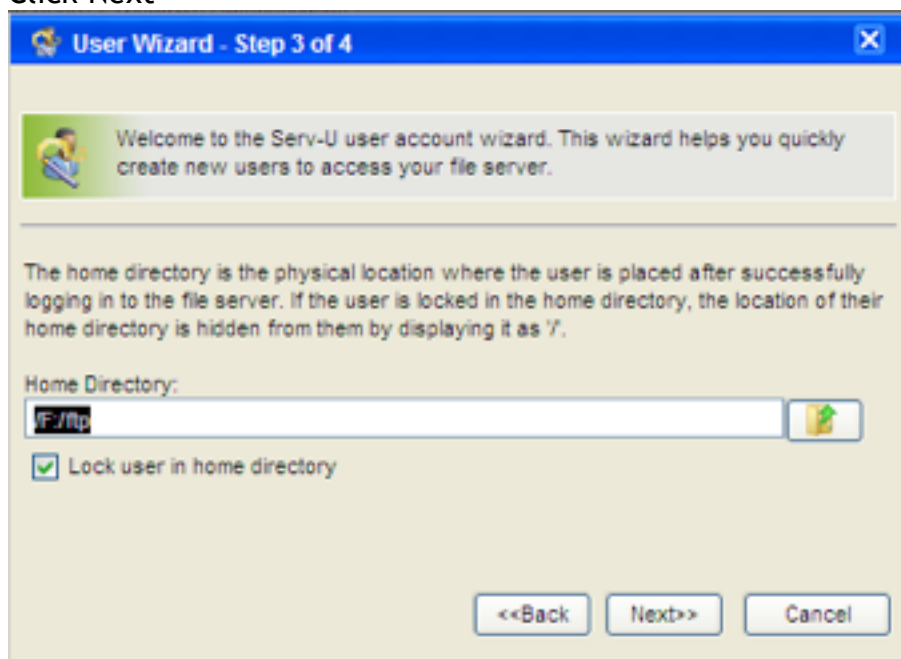 Click Next
User Wizard - Step 3 of 4
Welcome to the Serv-U user account wizard. This wizard helps you quickly
create new users to access your file server.
The home directory is the physical location where the user is placed after successfully
logging in to the file server. If the user is locked in the home directory, the location of their
home directory is hidden from them by displaying it as '/'.
Home Directory:
/F:/ftp
Lock user in home directory
<<Back
Next>>
Cancel